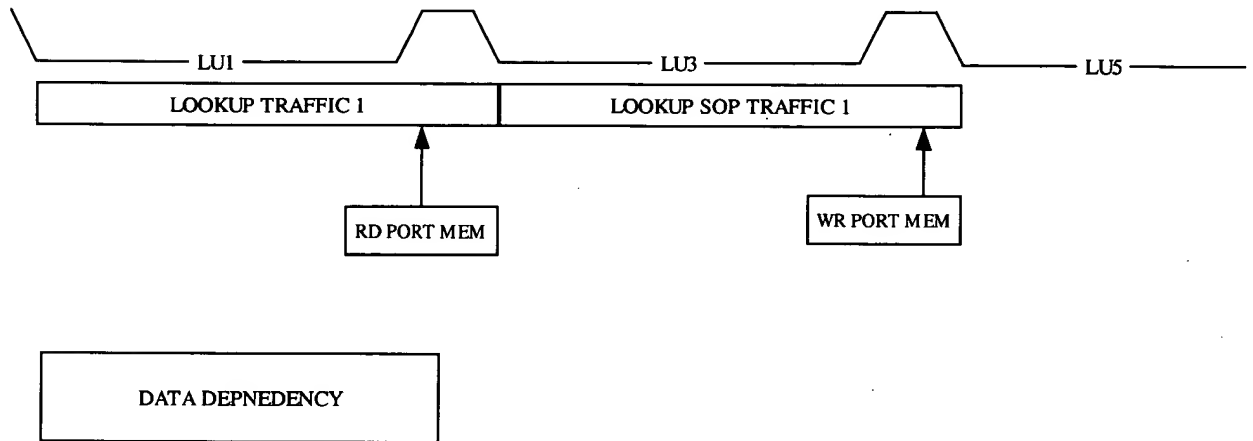 LU1
LU3
LU5
LOOKUP TRAFFIC 1
LOOKUP SOP TRAFFIC 1
RD PORT MEM
WR PORT MEM
DATA DEPNEDENCY